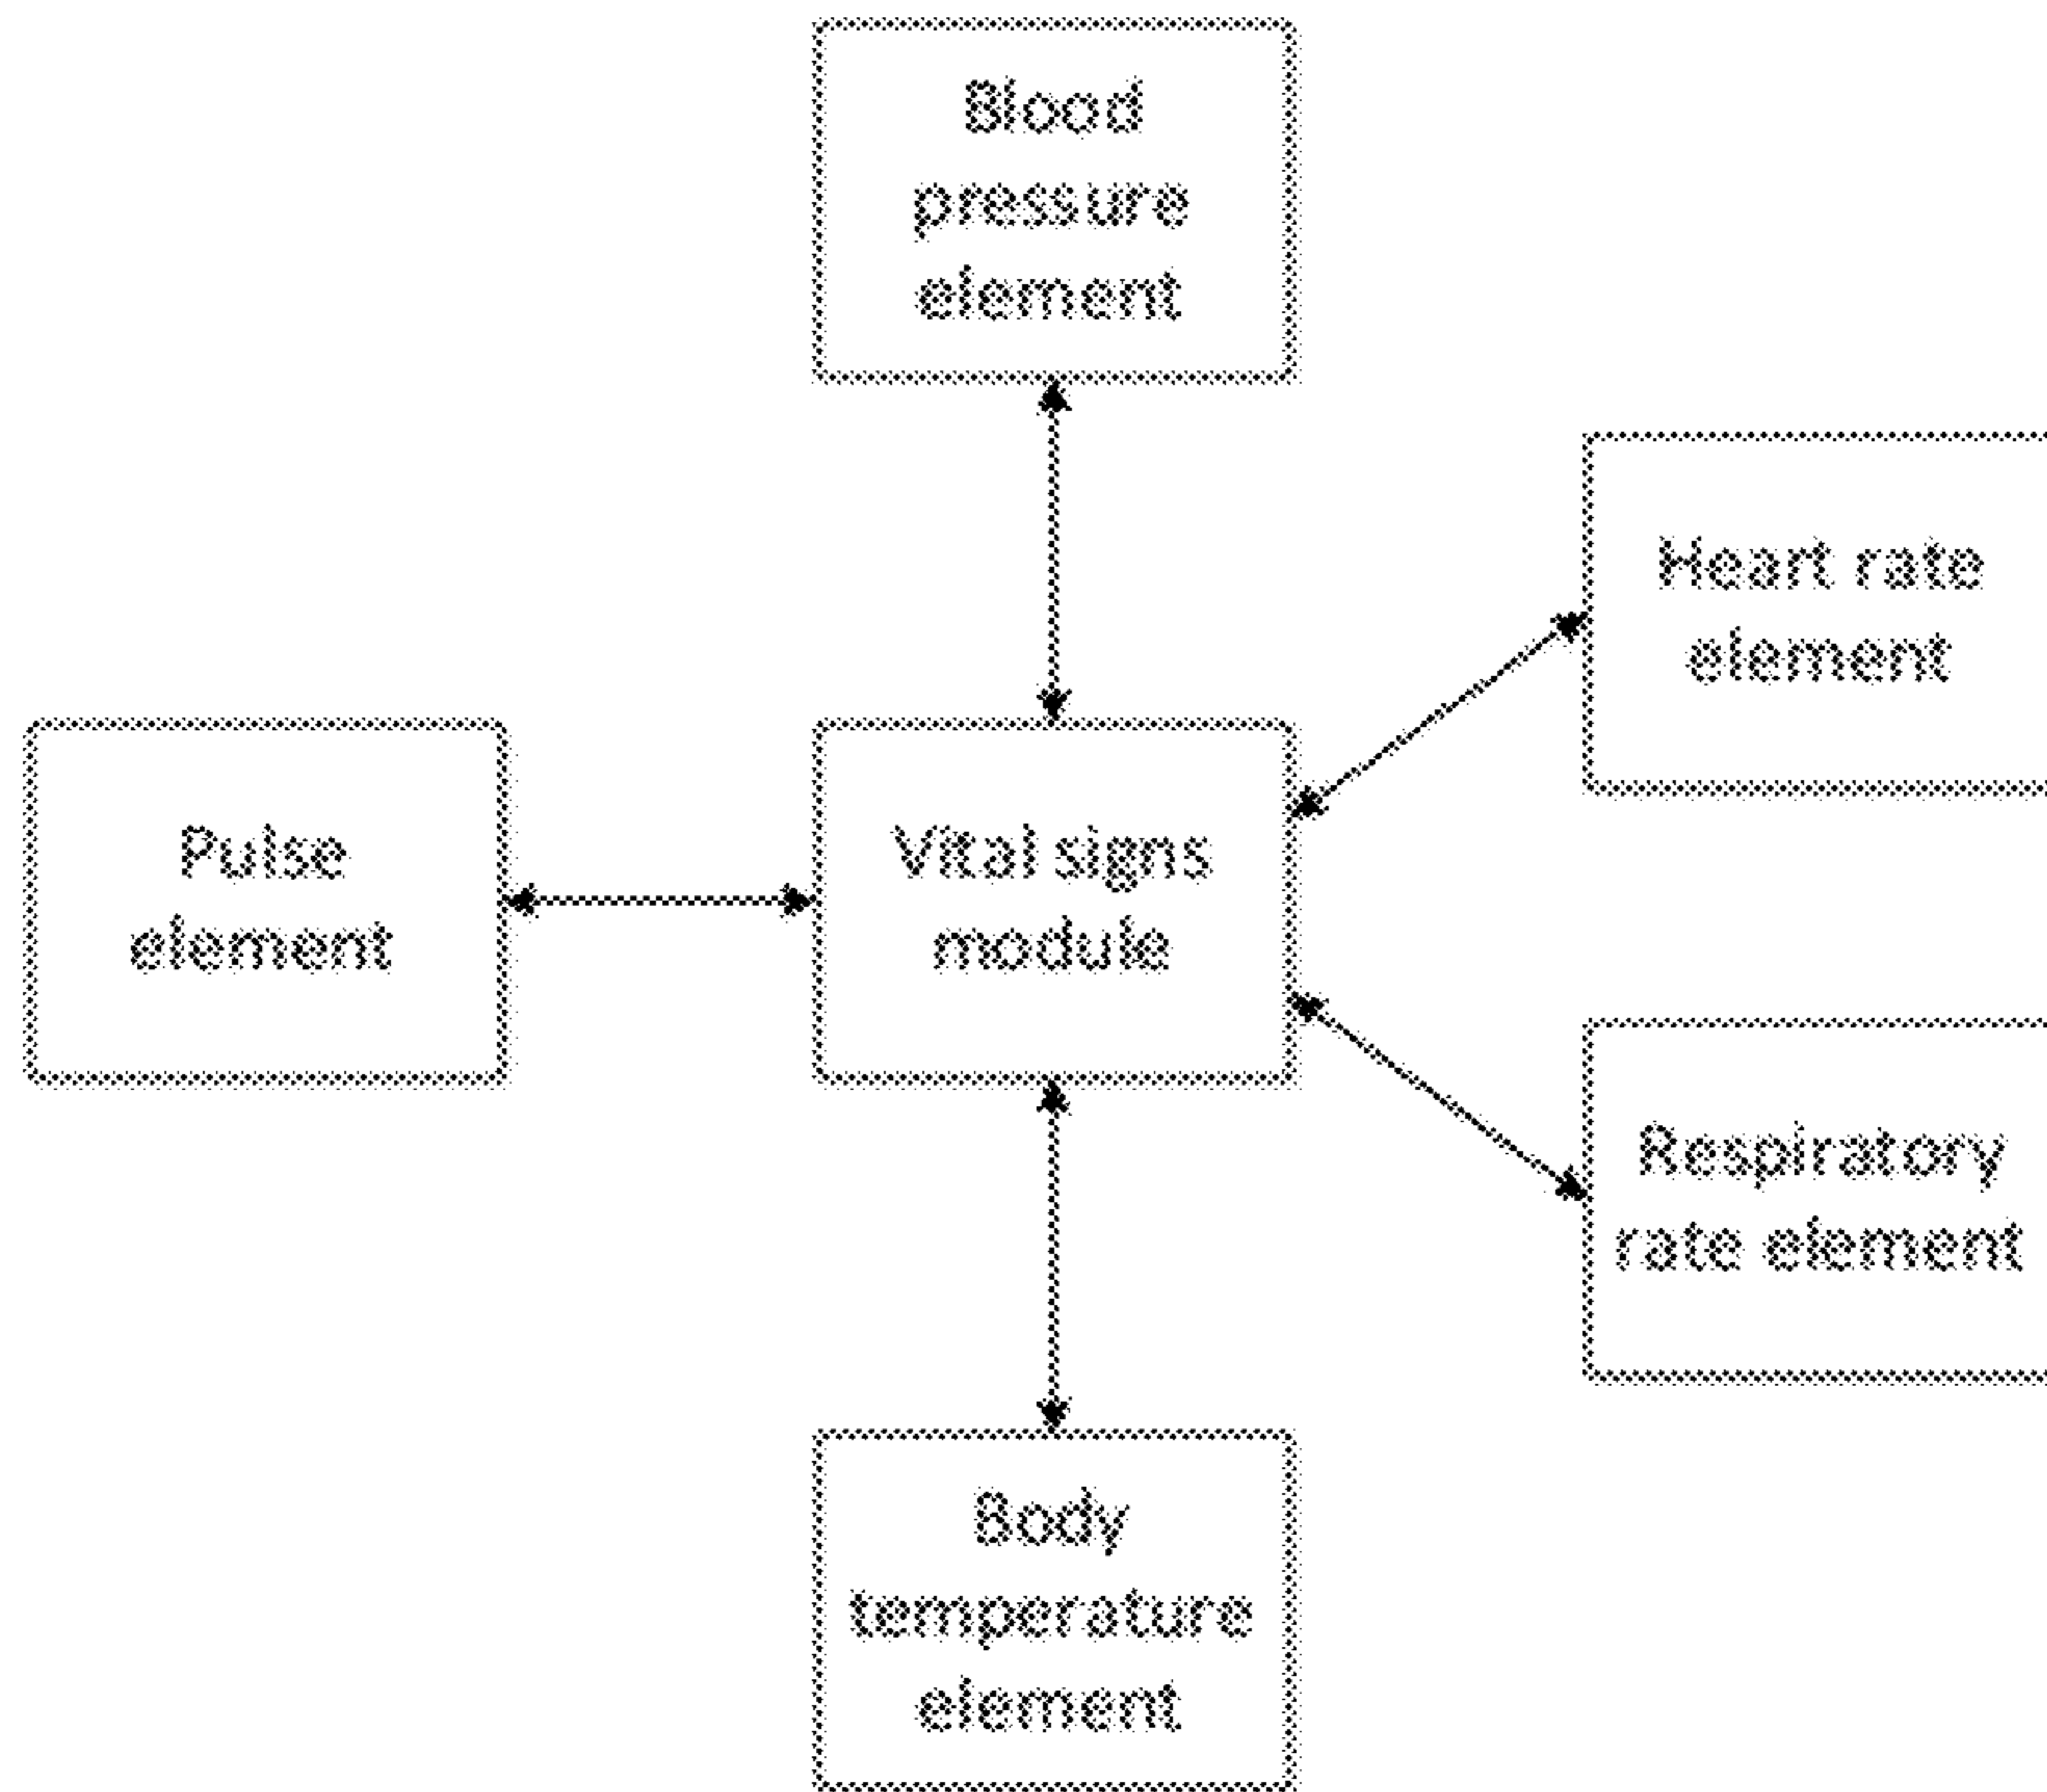 Blood
pressure
element
Heart rate
element
Pulse
element
Vital signs
module
Respiratory
rate element
Body
temperature
element